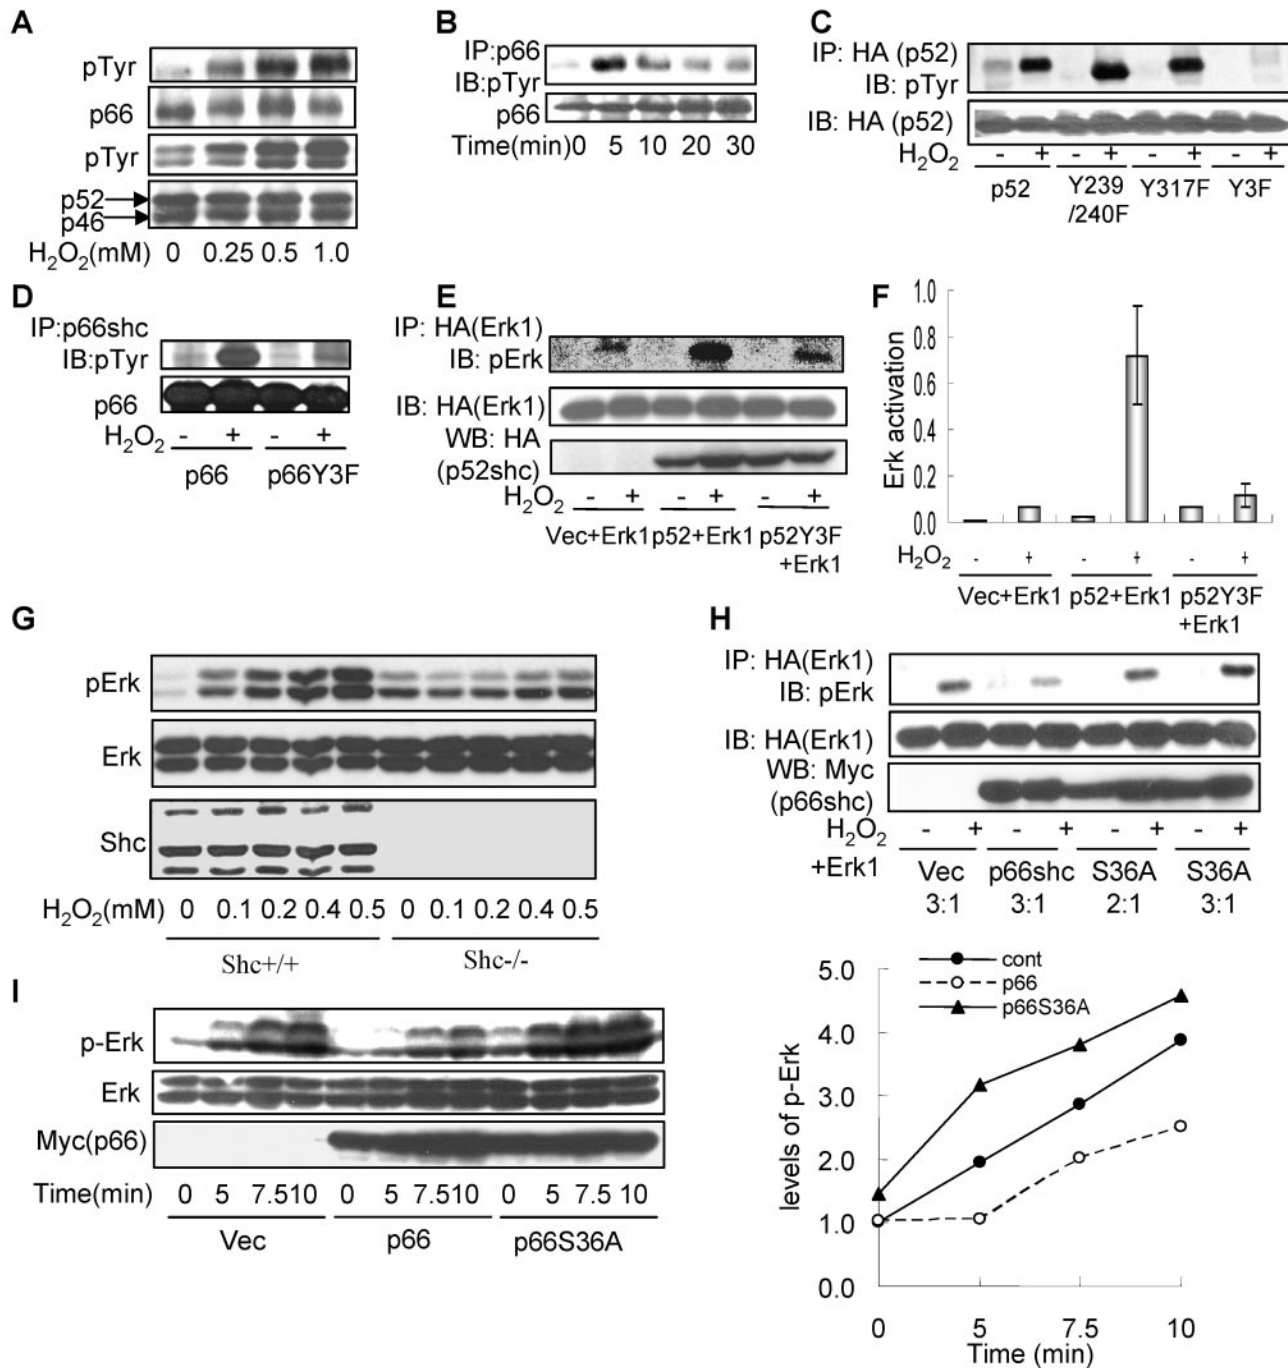 A
pTyr
p66
pTyr
p52
p46
H2O2(mM) 0 0.25 0.5 1.0
B
IP:p66
IB:pTyr
p66
Time(min) 0 5 10 20 30
C
IP: HA (p52)
IB: pTyr
IB: HA (p52)
H2O2 - + - + - + - +
p52 Y239 /240F Y317F Y3F
D
IP:p66shc
IB:pTyr
p66
H2O2 - + - +
p66 p66Y3F
E
IP: HA(Erk1)
IB: pErk
IB: HA(Erk1)
WB: HA
(p52shc)
H2O2 - + - + - +
Vec+Erk1 p52+Erk1 p52Y3F
+Erk1
F
Erk activation
1.0
0.8
0.6
0.4
0.2
0.0
H2O2 - + - + - +
Vec+Erk1 p52+Erk1 p52Y3F
+Erk1
G
pErk
Erk
Shc
H2O2(mM) 0 0.1 0.2 0.4 0.5 0 0.1 0.2 0.4 0.5
Shc+/+ Shc-/-
H
IP: HA(Erk1)
IB: pErk
IB: HA(Erk1)
WB: Myc
(p66shc)
H2O2 - + - + - + - +
+Erk1 Vec p66shc S36A S36A
3:1 3:1 2:1 3:1
I
p-Erk
Erk
Myc(p66)
Time(min) 0 5 7.5 10 0 5 7.5 10 0 5 7.5 10
Vec p66 p66S36A
cont
p66
p66S36A
levels of p-Erk
5.0
4.0
3.0
2.0
1.0
0.0
0 5 7.5 10
Time (min)